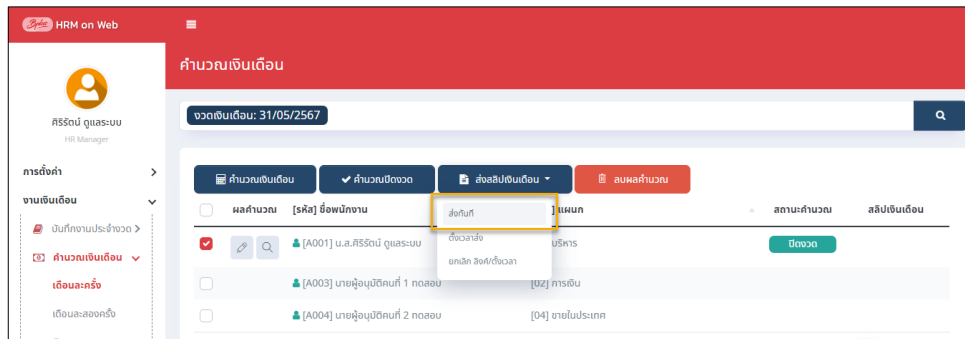 Bplus HRM on Web
คำนวณเงินเดือน
ศิริรัตน์ ดูแลระบบ
HR Manager
งวดเงินเดือน: 31/05/2567
การตั้งค่า
งานเงินเดือน
บันทึกงานประจำงวด
คำนวณเงินเดือน
เดือนละครั้ง
เดือนละสองครั้ง
คำนวณเงินเดือน คำนวณปิดงวด ส่งสลิปเงินเดือน ลบผลคำนวณ
ผลคำนวณ [รหัส] ชื่อพนักงาน แผนก สถานะคำนวณ สลิปเงินเดือน
ส่งทันที
ตั้งเวลาส่ง
ยกเลิก ลิงค์/ตั้งเวลา
[A001] น.ส.ศิริรัตน์ ดูแลระบบ บริหาร ปิดงวด
[A003] นายผู้อนุมัติคนที่ 1 ทดสอบ [02] การเงิน
[A004] นายผู้อนุมัติคนที่ 2 ทดสอบ [04] ขายในประเทศ